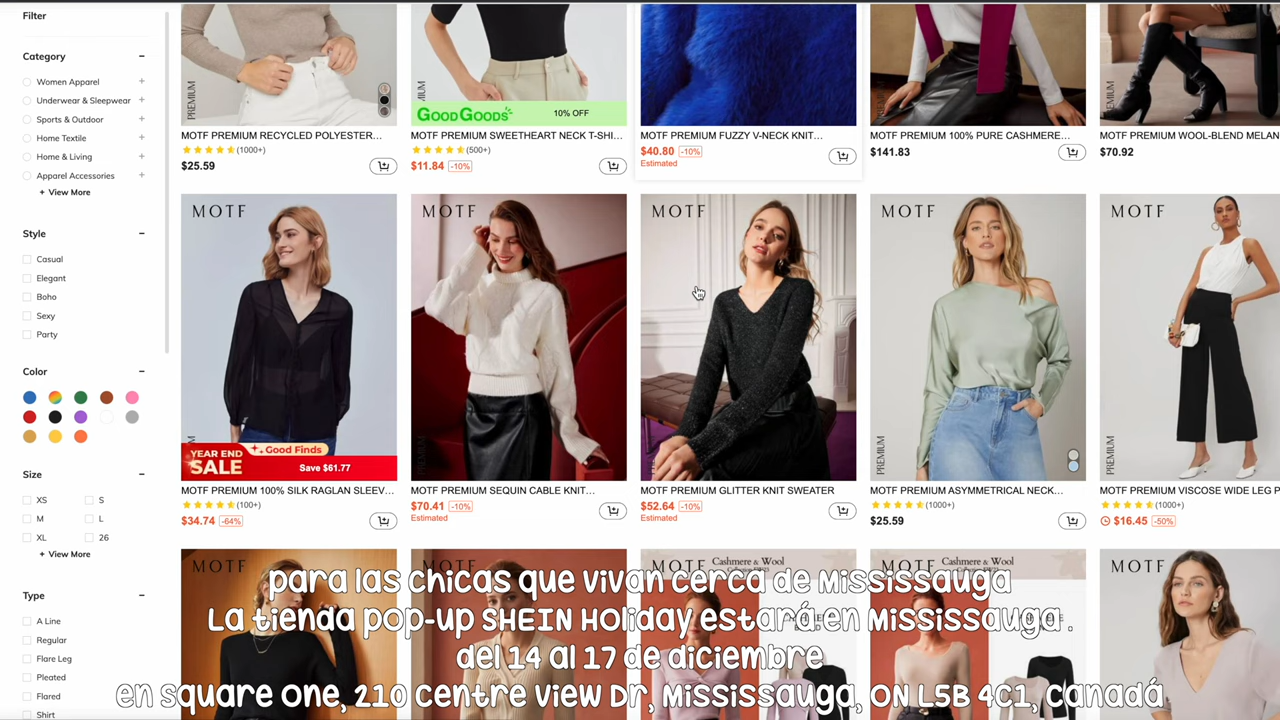 Filter
Category
Women Apparel
Underwear & Sleepwear
Sports & Outdoor
Home Textile
Home & Living
Apparel Accessories
+ View More
Style
Casual
Elegant
Boho
Sexy
Party
Color
Size
XS S
M L
XL 26
+ View More
Type
A Line
Regular
Flare Leg
Pleated
Flared
Shirt
PREMIUM
GOODGOODS 10% OFF
PREMIUM
PREMIUM
MOTF PREMIUM RECYCLED POLYESTER...
(1000+)
$25.59
MOTF PREMIUM SWEETHEART NECK T-SHI...
(500+)
$11.84 -10%
MOTF PREMIUM FUZZY V-NECK KNIT...
$40.80 -10%
Estimated
MOTF PREMIUM 100% PURE CASHMERE...
$141.83
MOTF PREMIUM WOOL-BLEND MELAN
$70.92
MOTF
MOTF
MOTF
MOTF
MOTF
YEAR END SALE
Good Finds
Save $61.77
PREMIUM
MOTF PREMIUM 100% SILK RAGLAN SLEEV...
(100+)
$34.74 -64%
MOTF PREMIUM SEQUIN CABLE KNIT...
$70.41 -10%
Estimated
MOTF PREMIUM GLITTER KNIT SWEATER
$52.64 -10%
Estimated
MOTF PREMIUM ASYMMETRICAL NECK...
(1000+)
$25.59
MOTF PREMIUM VISCOSE WIDE LEG P
(1000+)
$16.45 -50%
MOTF
MOTF
MOTF
Cashmere & Wool
MOTF
Cashmere & Wool
MOTF
para las chicas que vivan cerca de Mississauga
La tienda pop-up SHEIN Holiday estará en Mississauga .
del 14 al 17 de diciembre
en Square One, 210 Centre View Dr, Mississauga, ON L5B 4C1, Canadá